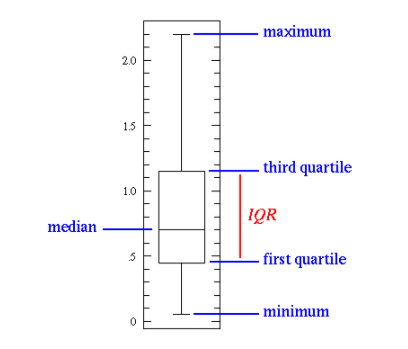 maximum
2.0
1.5
third quartile
1.0
IQR
median
.5
first quartile
minimum
0